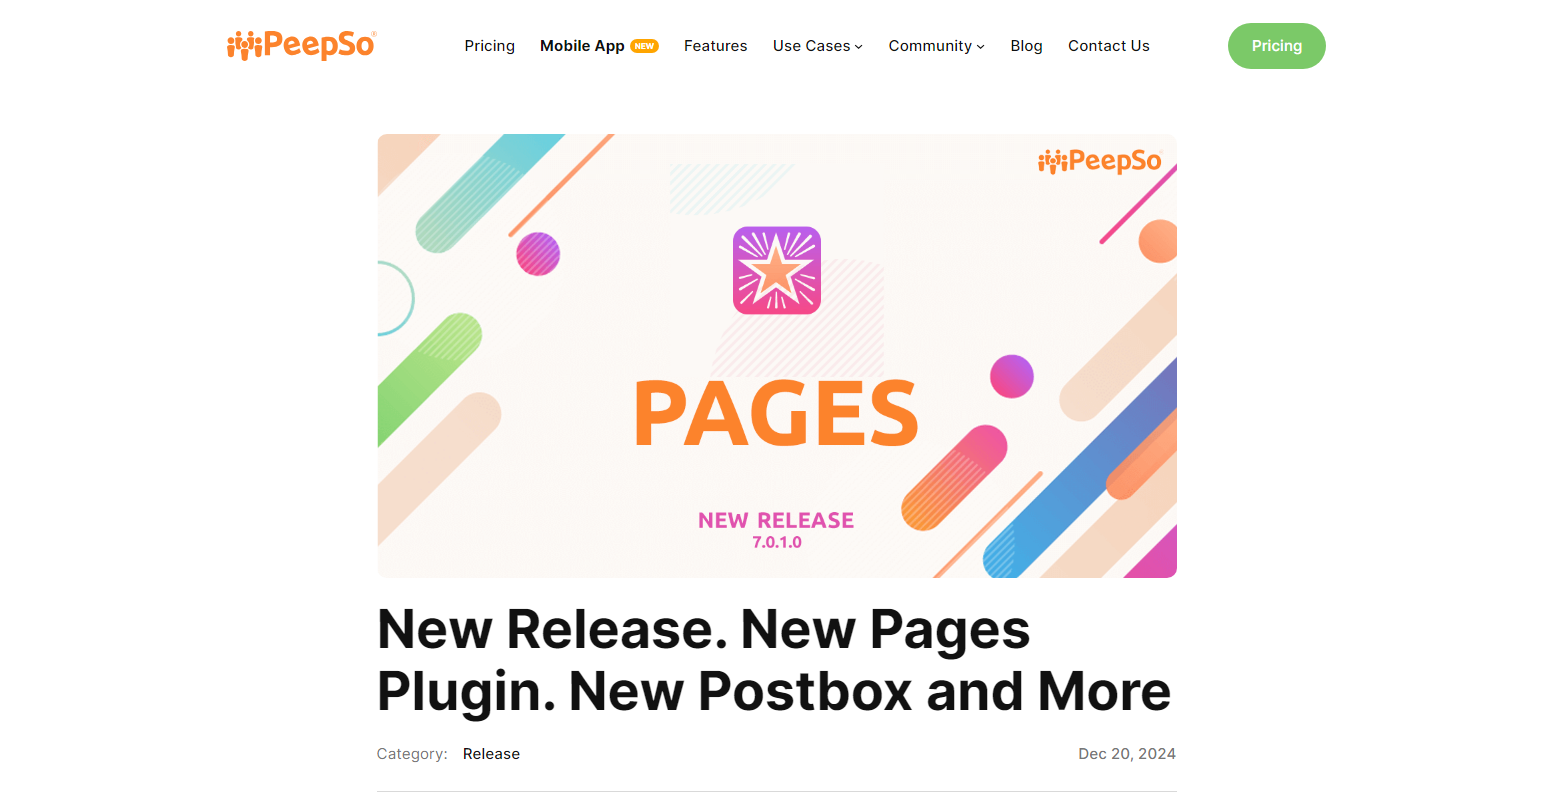 PeepSo®
Pricing
Mobile App NEW
Features
Use Cases
Community
Blog
Contact Us
Pricing
PeepSo
PAGES
NEW RELEASE
7.0.1.0
New Release. New Pages
Plugin. New Postbox and More
Category: Release
Dec 20, 2024